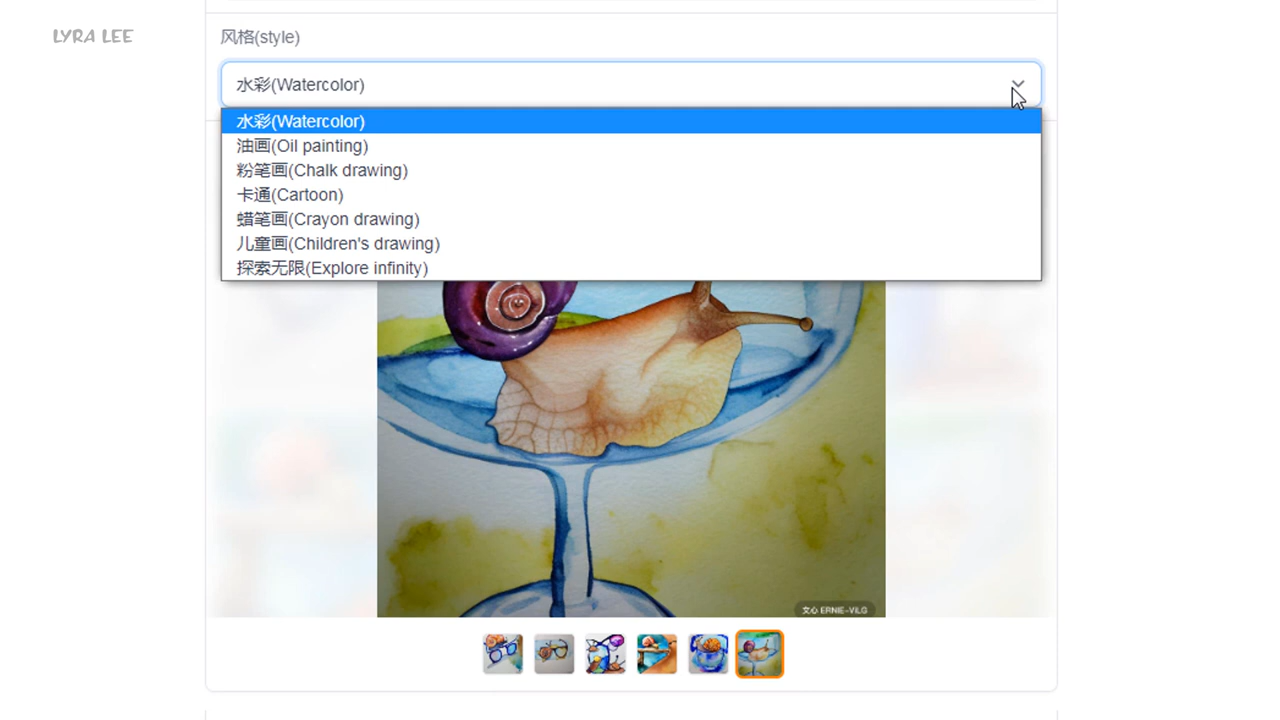 LYRA LEE
风格(style)
水彩(Watercolor)
水彩(Watercolor)
油画(Oil painting)
粉笔画(Chalk drawing)
卡通(Cartoon)
蜡笔画(Crayon drawing)
儿童画(Children's drawing)
探索无限(Explore infinity)
文心 ERNIE-ViLG